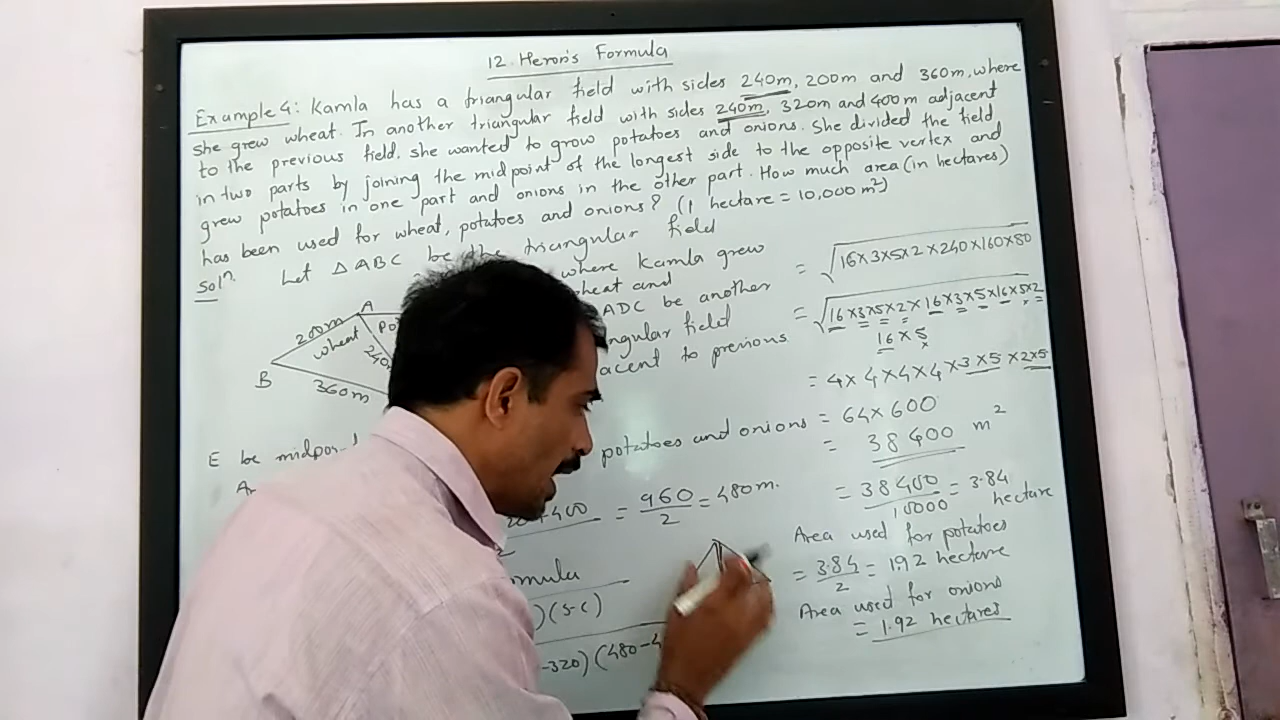 12. Heron's Formula
Example 4: Kamla has a triangular field with sides 240m, 200m and 360m, where
she grew wheat. In another triangular field with sides 240m, 320m and 400m adjacent
to the previous field, she wanted to grow potatoes and onions. She divided the field
in two parts by joining the midpoint of the longest side to the opposite vertex and
grew potatoes in one part and onions in the other part. How much area (in hectares)
has been used for wheat, potatoes and onions? (1 hectare = 10,000 m²)
Solⁿ. Let △ABC be the triangular field
where Kamla grew
heat and
ADC be another
ngular field
acent to previous
A
200m
wheat
Po
240
B
360m
E be midpo
potatoes and onions
20+400
= 960/2 = 480m.
rmula
)(s-c)
-320)(480-4
= √16×3×5×2×240×160×80
= √16×3×5×2×16×3×5×16×5×2
16×5
= 4×4×4×4×3×5×2×5
= 64×600
= 38400 m²
= 38400/10000 = 3.84
hectare
Area used for potatoes
= 3.84/2 = 1.92 hectare
Area used for onions
= 1.92 hectares